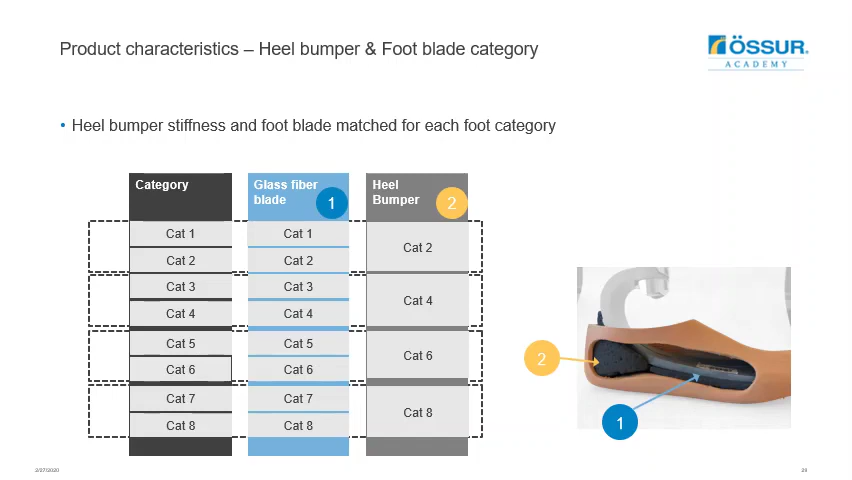 Product characteristics – Heel bumper & Foot blade category
ÖSSUR.
ACADEMY
• Heel bumper stiffness and foot blade matched for each foot category
Category
Glass fiber
blade
1
Heel
Bumper
2
Cat 1
Cat 1
Cat 2
Cat 2
Cat 2
Cat 3
Cat 3
Cat 4
Cat 4
Cat 4
Cat 5
Cat 5
Cat 6
Cat 6
Cat 6
Cat 7
Cat 7
Cat 8
Cat 8
Cat 8
2
1
2/27/2020